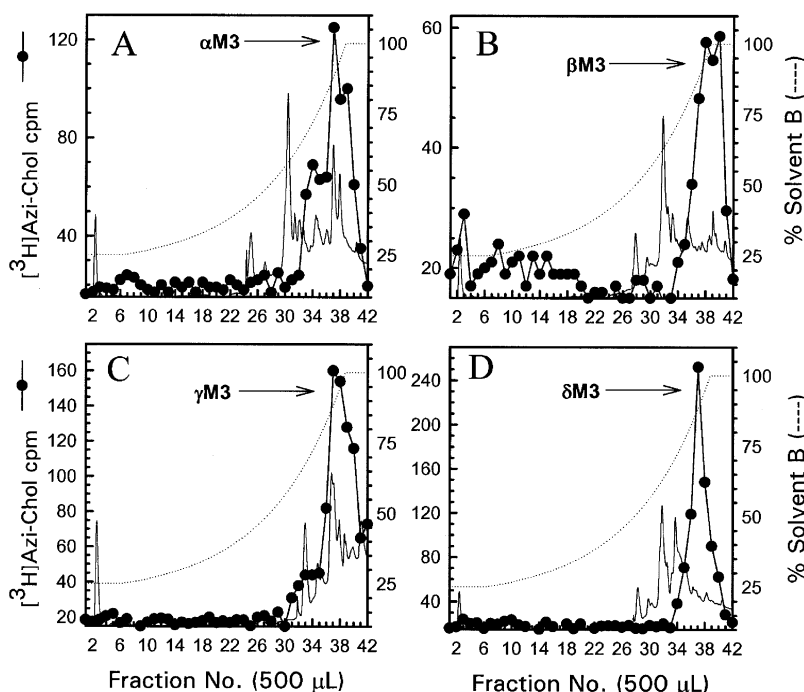 A
αM3
[³H]Azi-Chol cpm
120
80
40
100
75
50
25
2 6 10 14 18 22 26 30 34 38 42
B
βM3
60
40
20
100
75
50
25
% Solvent B (----)
2 6 10 14 18 22 26 30 34 38 42
C
γM3
[³H]Azi-Chol cpm
160
140
120
100
80
60
40
20
100
75
50
25
2 6 10 14 18 22 26 30 34 38 42
Fraction No. (500 μL)
D
δM3
240
200
160
120
80
40
100
75
50
25
% Solvent B (----)
2 6 10 14 18 22 26 30 34 38 42
Fraction No. (500 μL)